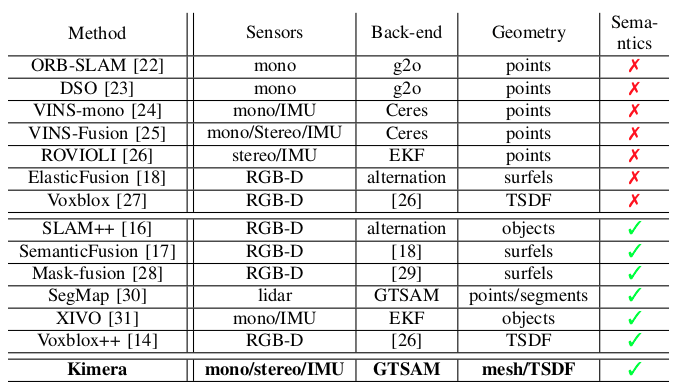 Method Sensors Back-end Geometry Sema-
ntics
ORB-SLAM [22] mono g2o points ✗
DSO [23] mono g2o points ✗
VINS-mono [24] mono/IMU Ceres points ✗
VINS-Fusion [25] mono/Stereo/IMU Ceres points ✗
ROVIOLI [26] stereo/IMU EKF points ✗
ElasticFusion [18] RGB-D alternation surfels ✗
Voxblox [27] RGB-D [26] TSDF ✗
SLAM++ [16] RGB-D alternation objects ✓
SemanticFusion [17] RGB-D [18] surfels ✓
Mask-fusion [28] RGB-D [29] surfels ✓
SegMap [30] lidar GTSAM points/segments ✓
XIVO [31] mono/IMU EKF objects ✓
Voxblox++ [14] RGB-D [26] TSDF ✓
Kimera mono/stereo/IMU GTSAM mesh/TSDF ✓